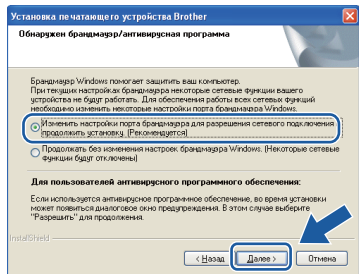 Установка печатающего устройства Brother
Обнаружен брандмауэр/антивирусная программа
Брандмауэр Windows помогает защитить ваш компьютер.
При текущих настройках брандмауэра некоторые сетевые функции вашего
устройства не будут работать. Для обеспечения работы всех сетевых функций
необходимо изменить некоторые настройки порта брандмауэра Windows.
Изменить настройки порта брандмауэра для разрешения сетевого подключения
продолжить установку. (Рекомендуется)
Продолжать без изменения настроек брандмауэра Windows. (Некоторые сетевые
функции будут отключены)
Для пользователей антивирусного программного обеспечения:
Если используется антивирусное программное обеспечение, во время установки
может появиться диалоговое окно предупреждения. В этом случае выберите
"Разрешить" для продолжения.
InstallShield
< Назад
Далее >
Отмена